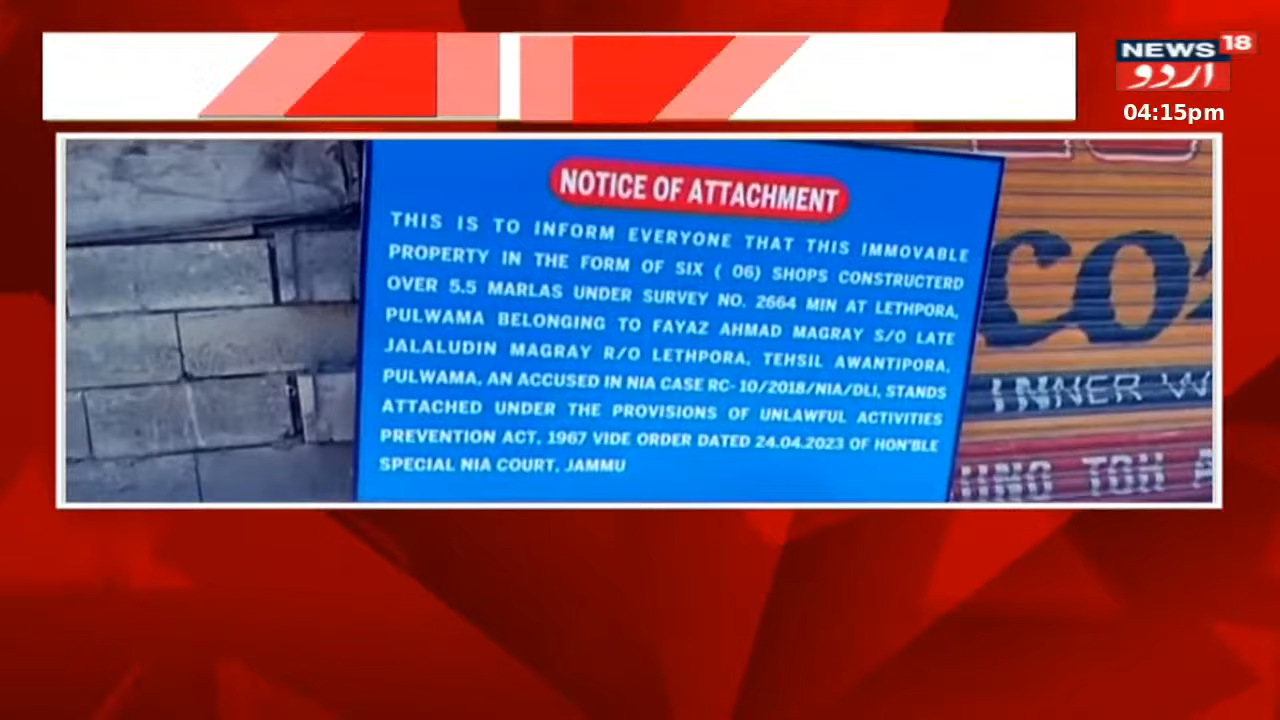 NEWS 18
اردو
04:15pm
NOTICE OF ATTACHMENT
THIS IS TO INFORM EVERYONE THAT THIS IMMOVABLE
PROPERTY IN THE FORM OF SIX ( 06) SHOPS CONSTRUCTERD
OVER 5.5 MARLAS UNDER SURVEY NO. 2664 MIN AT LETHPORA,
PULWAMA BELONGING TO FAYAZ AHMAD MAGRAY S/O LATE
JALALUDIN MAGRAY R/O LETHPORA, TEHSIL AWANTIPORA,
PULWAMA, AN ACCUSED IN NIA CASE RC- 10/2018/NIA/DLI, STANDS
ATTACHED UNDER THE PROVISIONS OF UNLAWFUL ACTIVITIES
PREVENTION ACT, 1967 VIDE ORDER DATED 24.04.2023 OF HON'BLE
SPECIAL NIA COURT, JAMMU
CO
INNER W
TOH A